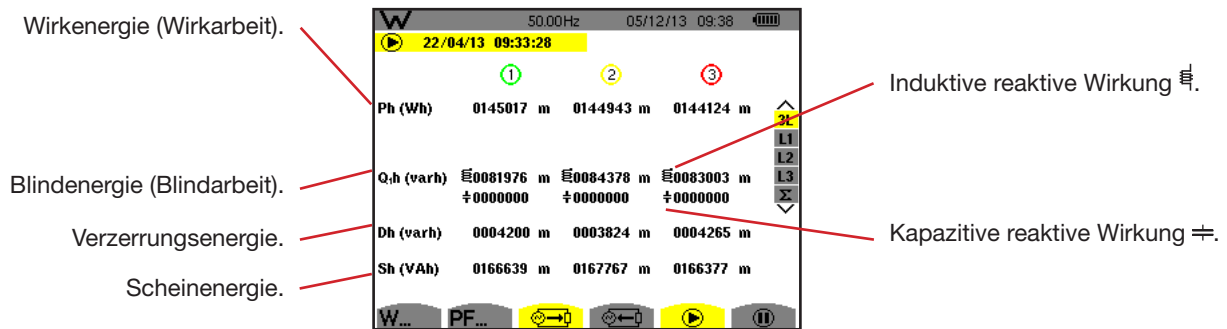 Wirkenergie (Wirkarbeit).
Blindenergie (Blindarbeit).
Verzerrungsenergie.
Scheinenergie.
W 50.00Hz 05/12/13 09:38
22/04/13 09:33:28
1 2 3
Ph (Wh) 0145017 m 0144943 m 0144124 m
Q₁h (varh) 0081976 m 0084378 m 0083003 m
0000000 0000000 0000000
Dh (varh) 0004200 m 0003824 m 0004265 m
Sh (VAh) 0166639 m 0167767 m 0166377 m
3L
L1
L2
L3
Σ
W... PF...
Induktive reaktive Wirkung
Kapazitive reaktive Wirkung